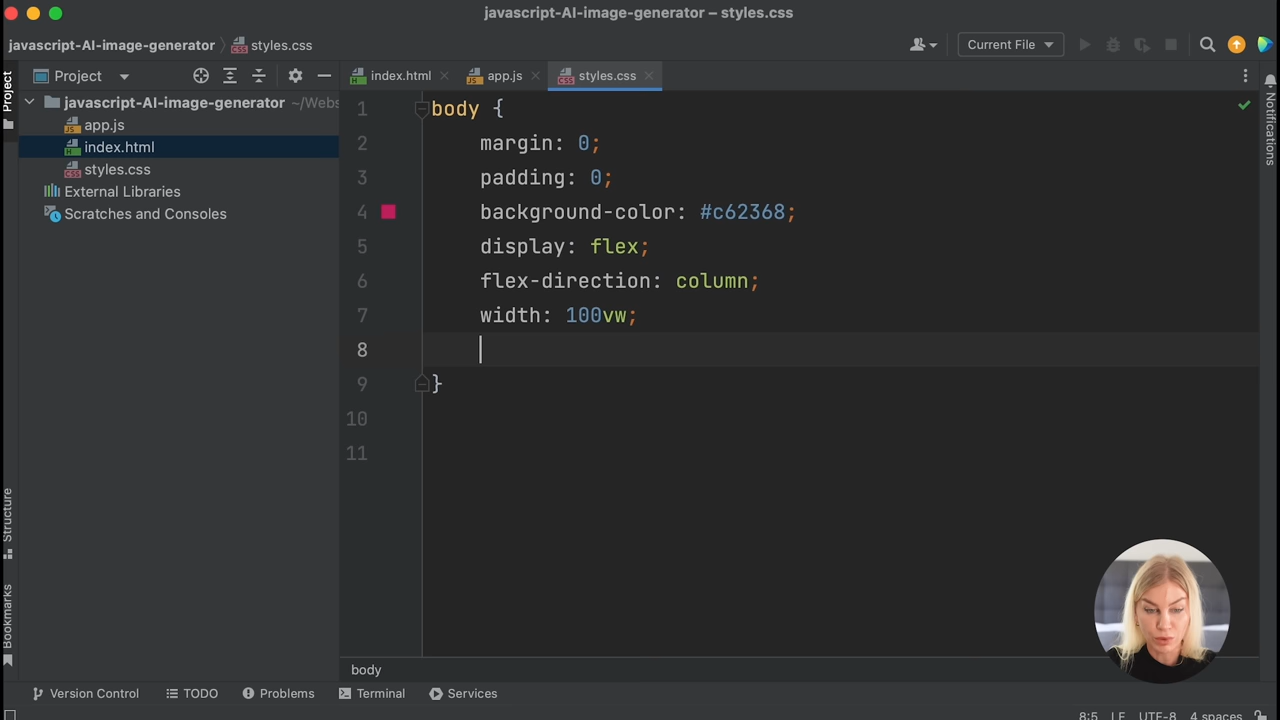 javascript-AI-image-generator – styles.css
javascript-AI-image-generator styles.css Current File
Project index.html app.js styles.css
javascript-AI-image-generator ~/Webs
app.js
index.html
styles.css
External Libraries
Scratches and Consoles
Project
Structure
Bookmarks
Notifications
1 body {
2 margin: 0;
3 padding: 0;
4 background-color: #c62368;
5 display: flex;
6 flex-direction: column;
7 width: 100vw;
8
9 }
10
11
body
Version Control TODO Problems Terminal Services
8:5 LF UTF-8 4 spaces